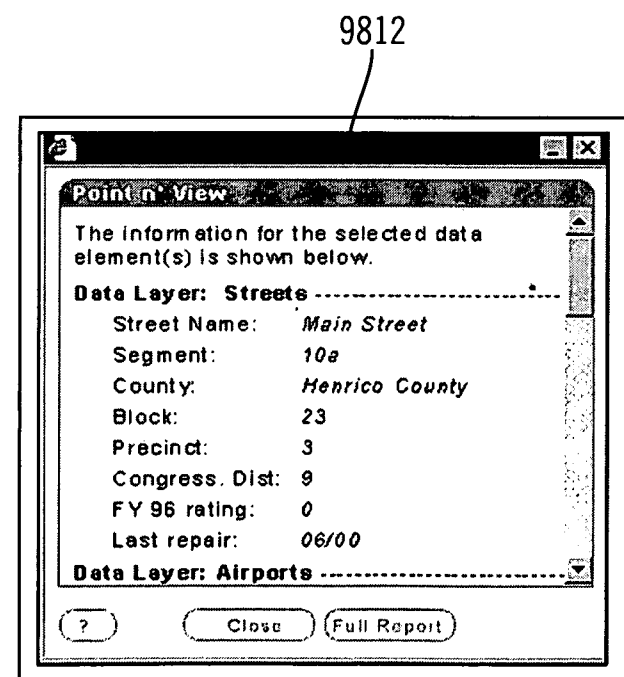 9812
Point n' View
The information for the selected data
element(s) is shown below.
Data Layer: Streets
Street Name: Main Street
Segment: 10a
County: Henrico County
Block: 23
Precinct: 3
Congress. Dist: 9
FY 96 rating: 0
Last repair: 06/00
Data Layer: Airports
? Close Full Report